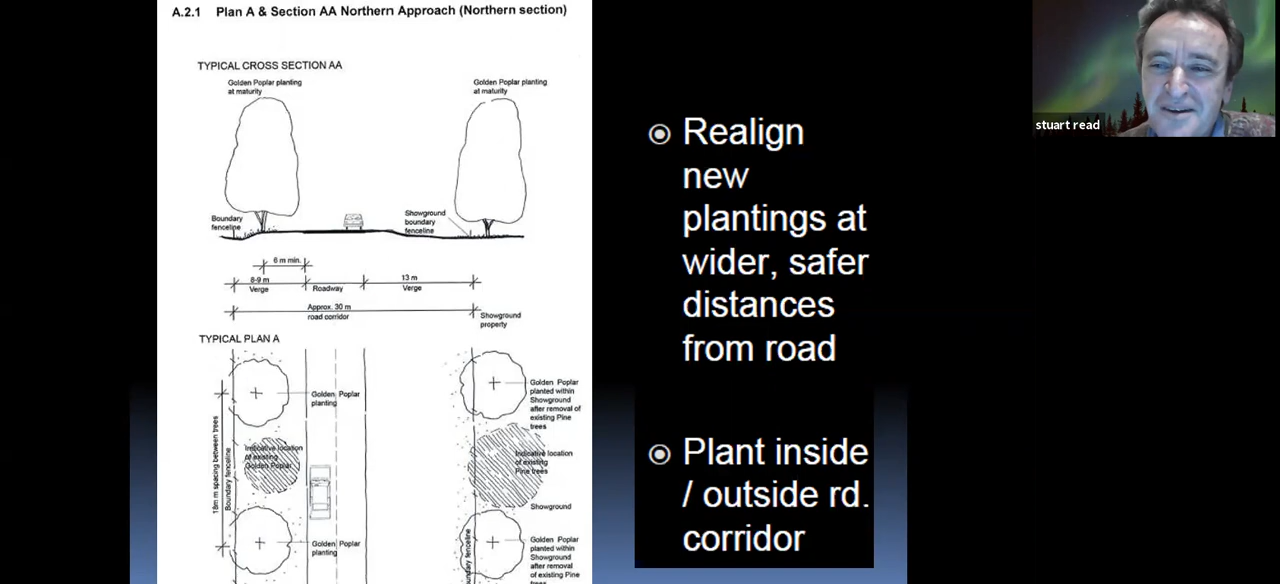 A.2.1 Plan A & Section AA Northern Approach (Northern section)
TYPICAL CROSS SECTION AA
Golden Poplar planting
at maturity
Golden Poplar planting
at maturity
Boundary
fenceline
Showground
boundary
fenceline
6 m min.
8-9 m
Verge
Roadway
13 m
Verge
Approx. 30 m
road corridor
Showground
property
TYPICAL PLAN A
Golden Poplar
planting
Golden Poplar
planted within
Showground
after removal of
existing Pine
trees
18m m spacing between trees
Boundary fenceline
Indicative location
of existing
Golden Poplar
Indicative location
of existing
Pine trees
Showground
Golden Poplar
planting
Golden Poplar
planted within
Showground
after removal
of existing Pine
trees
Realign
new
plantings at
wider, safer
distances
from road
Plant inside
/ outside rd.
corridor
stuart read